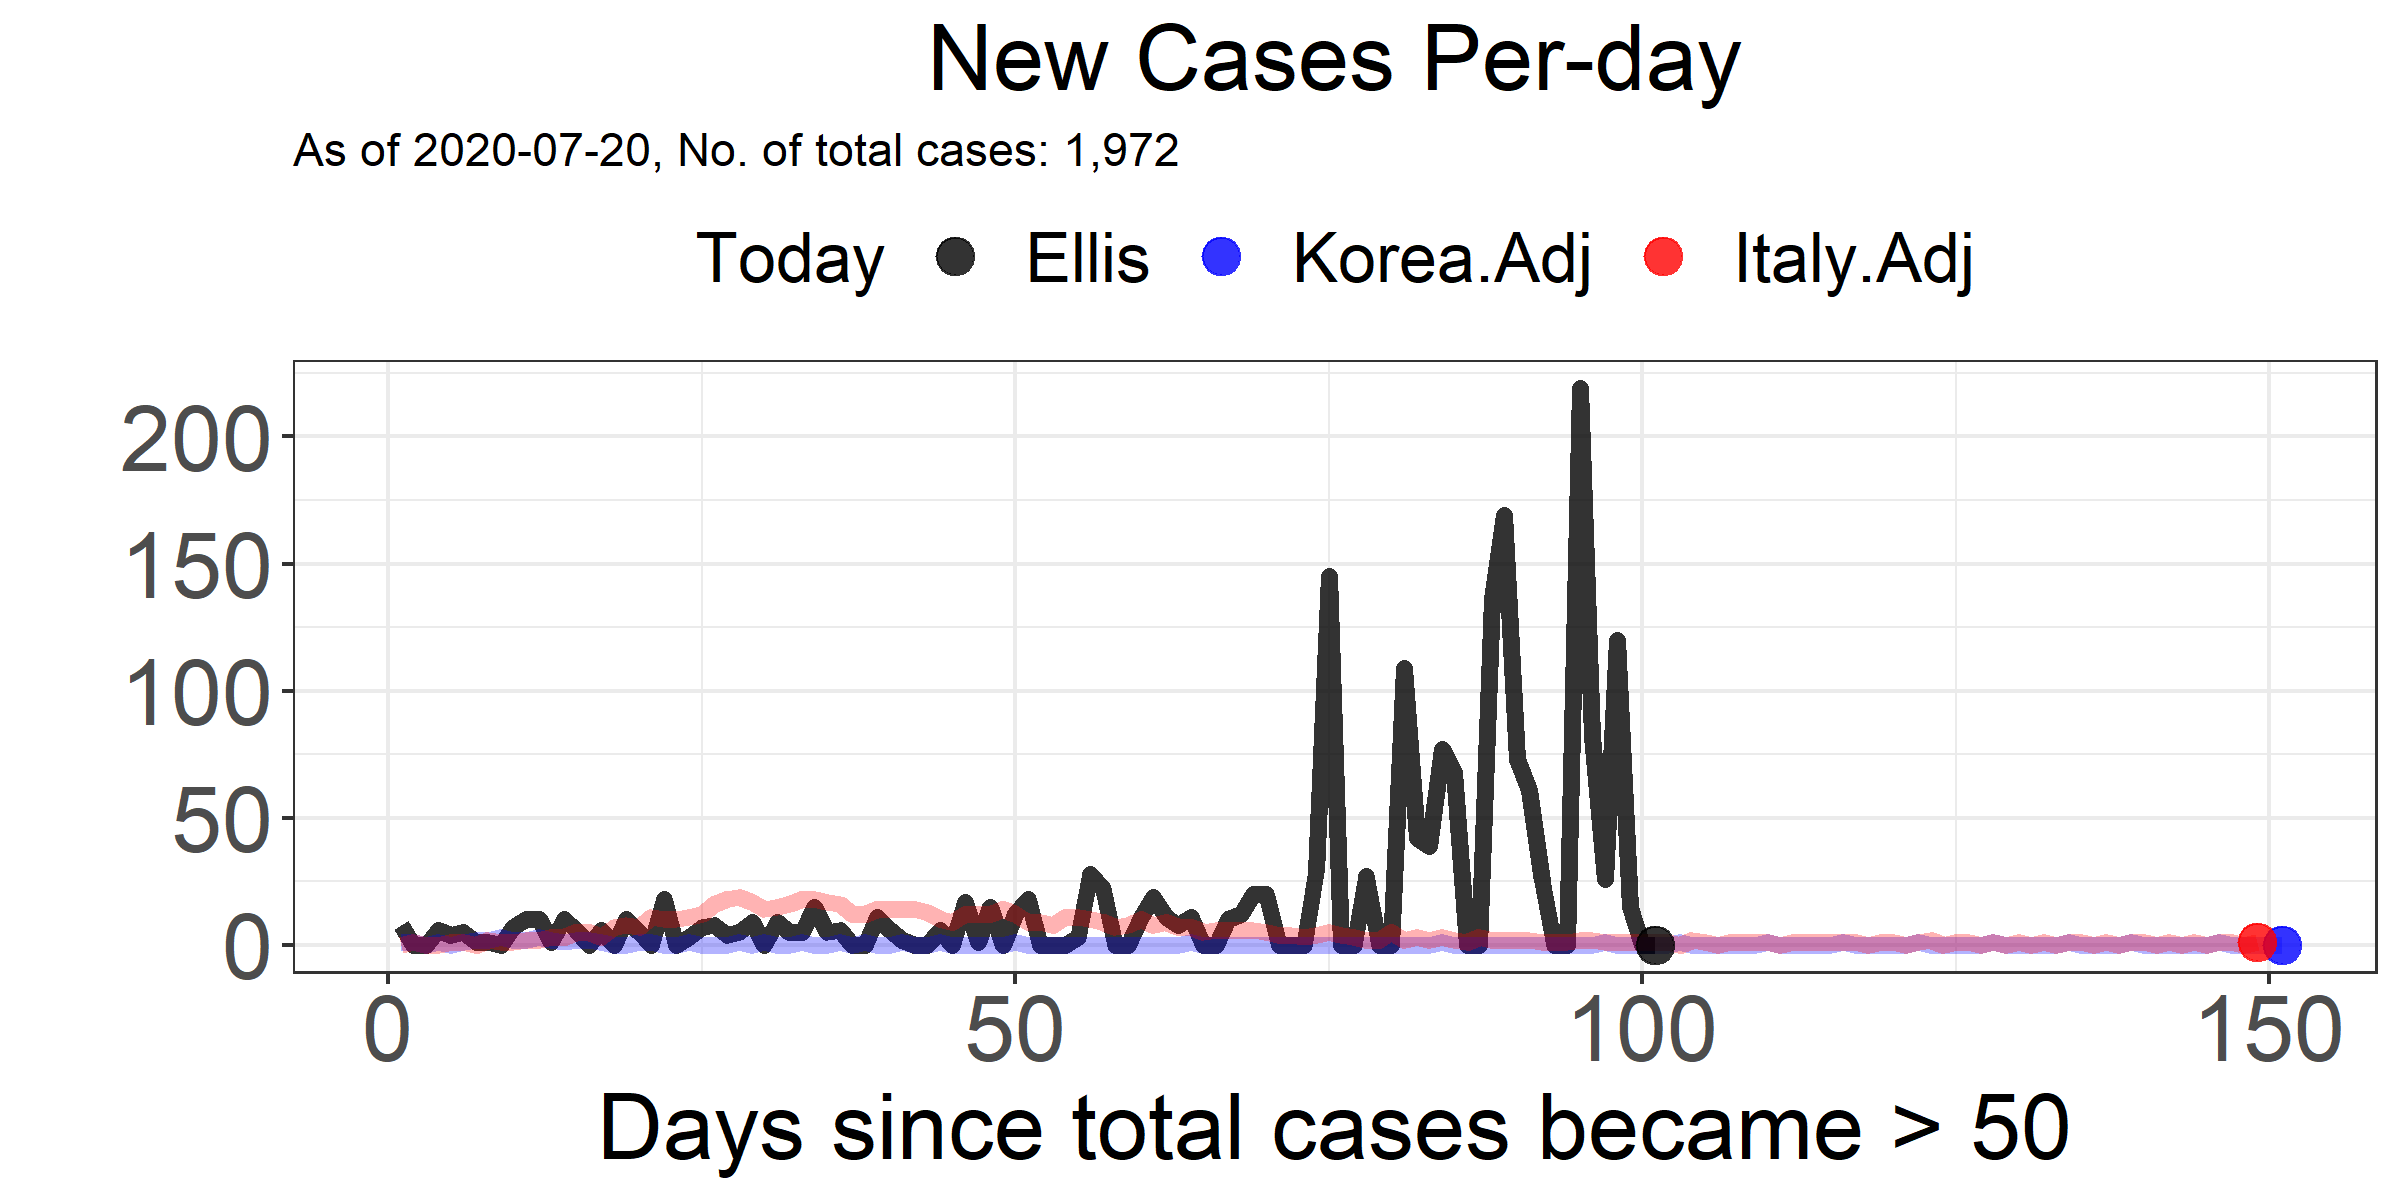 New Cases Per-day
As of 2020-07-20, No. of total cases: 1,972
Today Ellis Korea.Adj Italy.Adj
200
150
100
50
0
0 50 100 150
Days since total cases became > 50